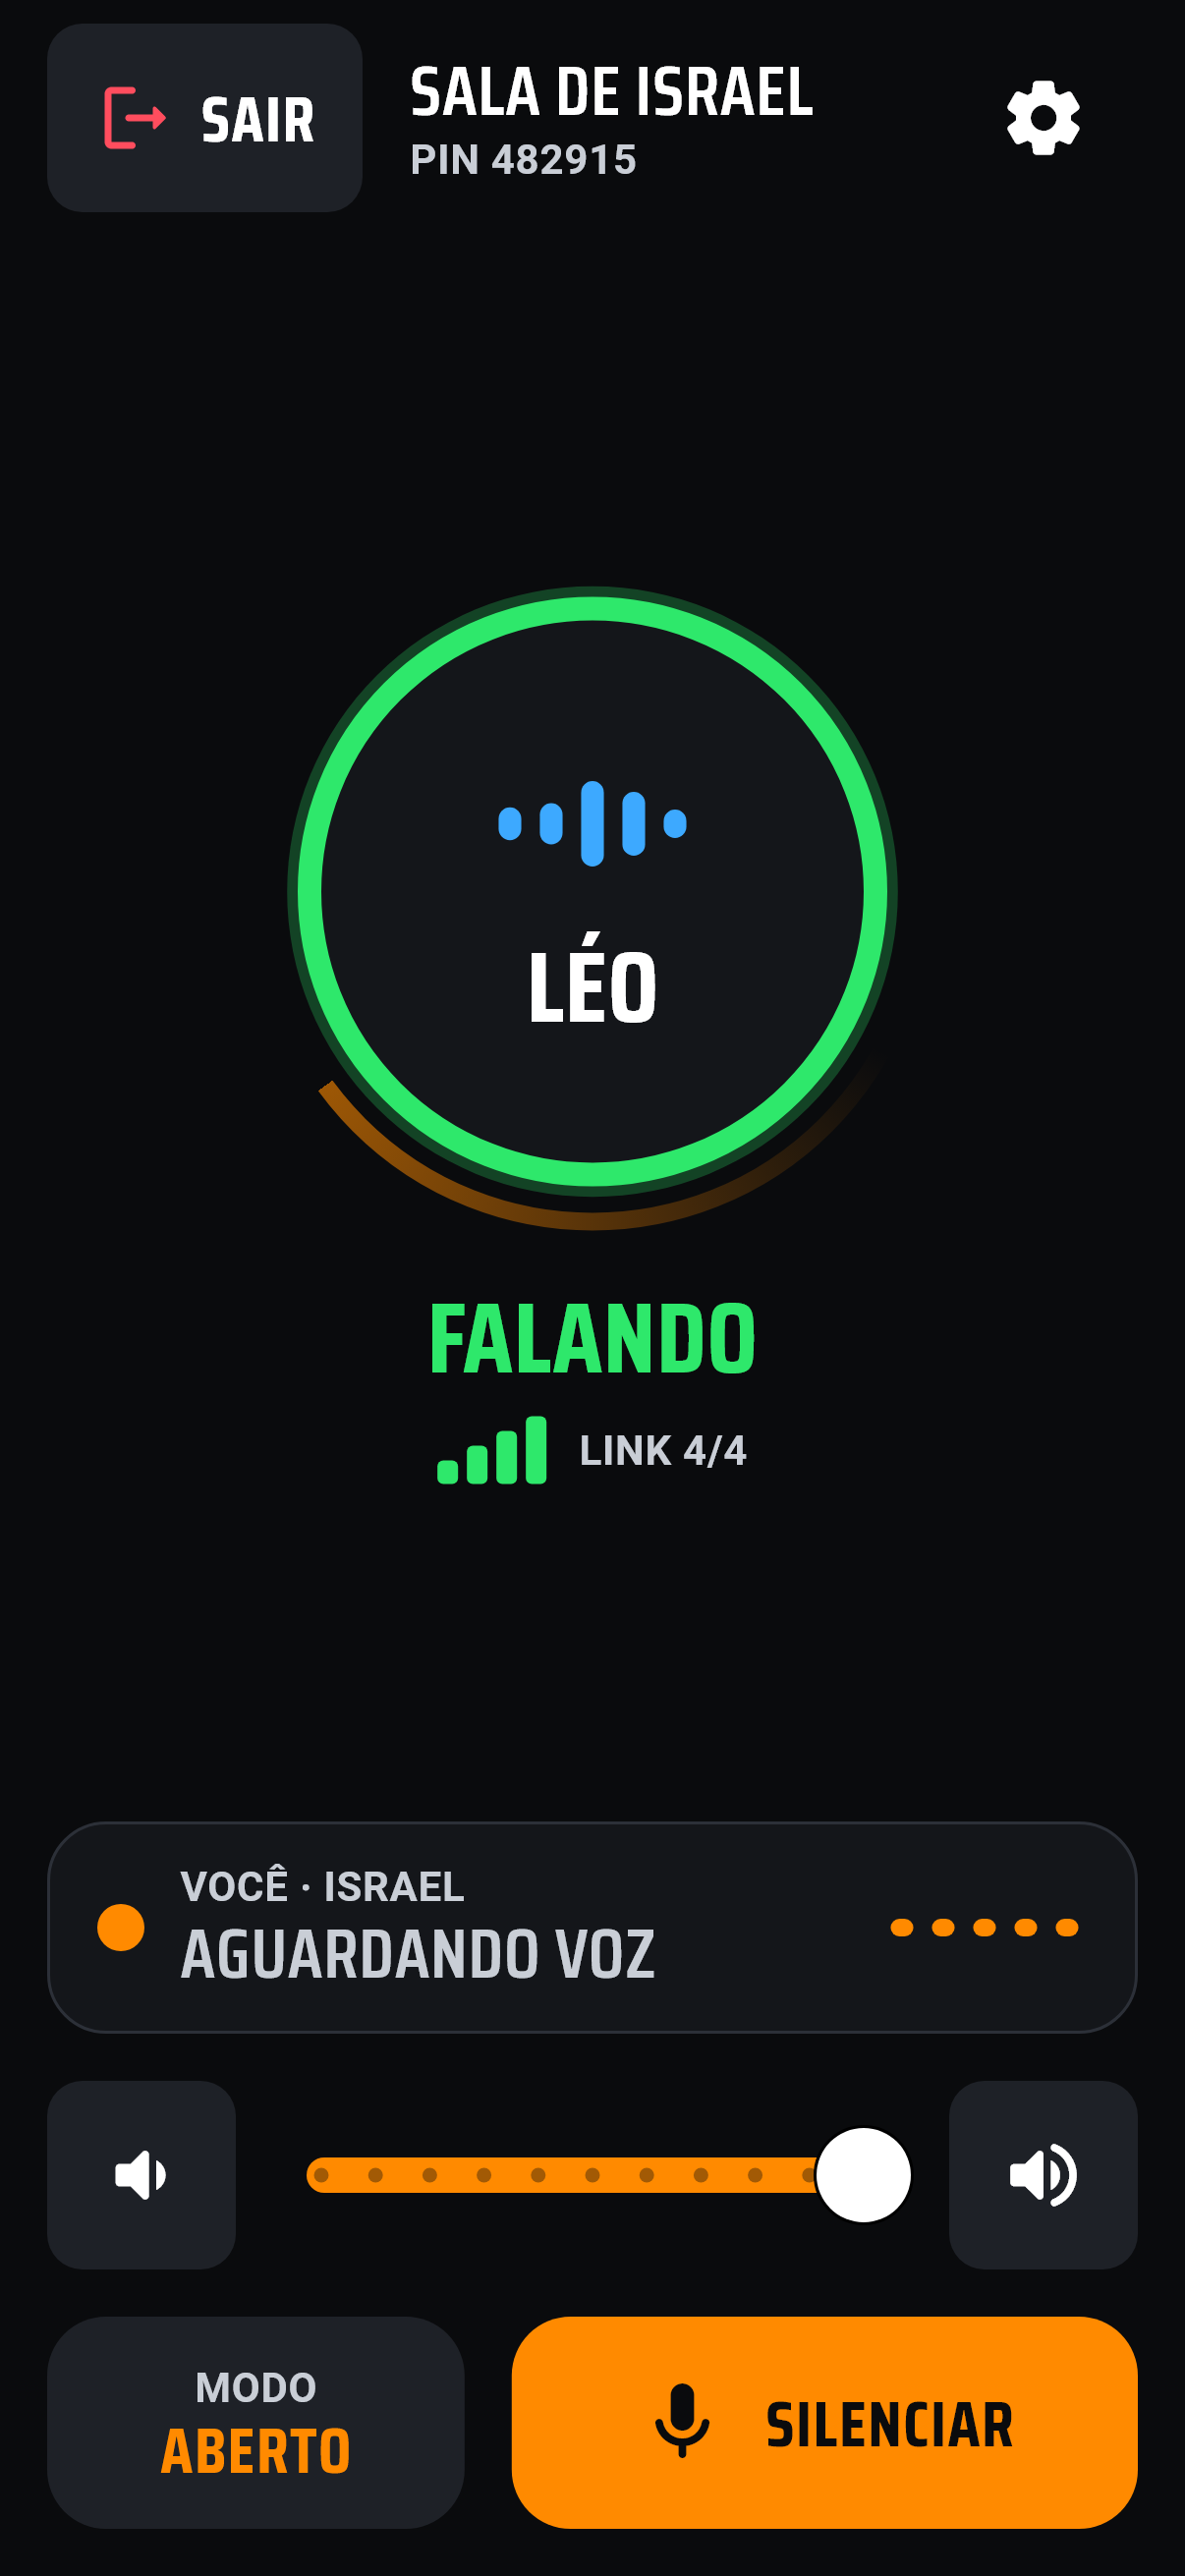 SAIR
SALA DE ISRAEL
PIN 482915
LÉO
FALANDO
LINK 4/4
VOCÊ · ISRAEL
AGUARDANDO VOZ
MODO
ABERTO
SILENCIAR